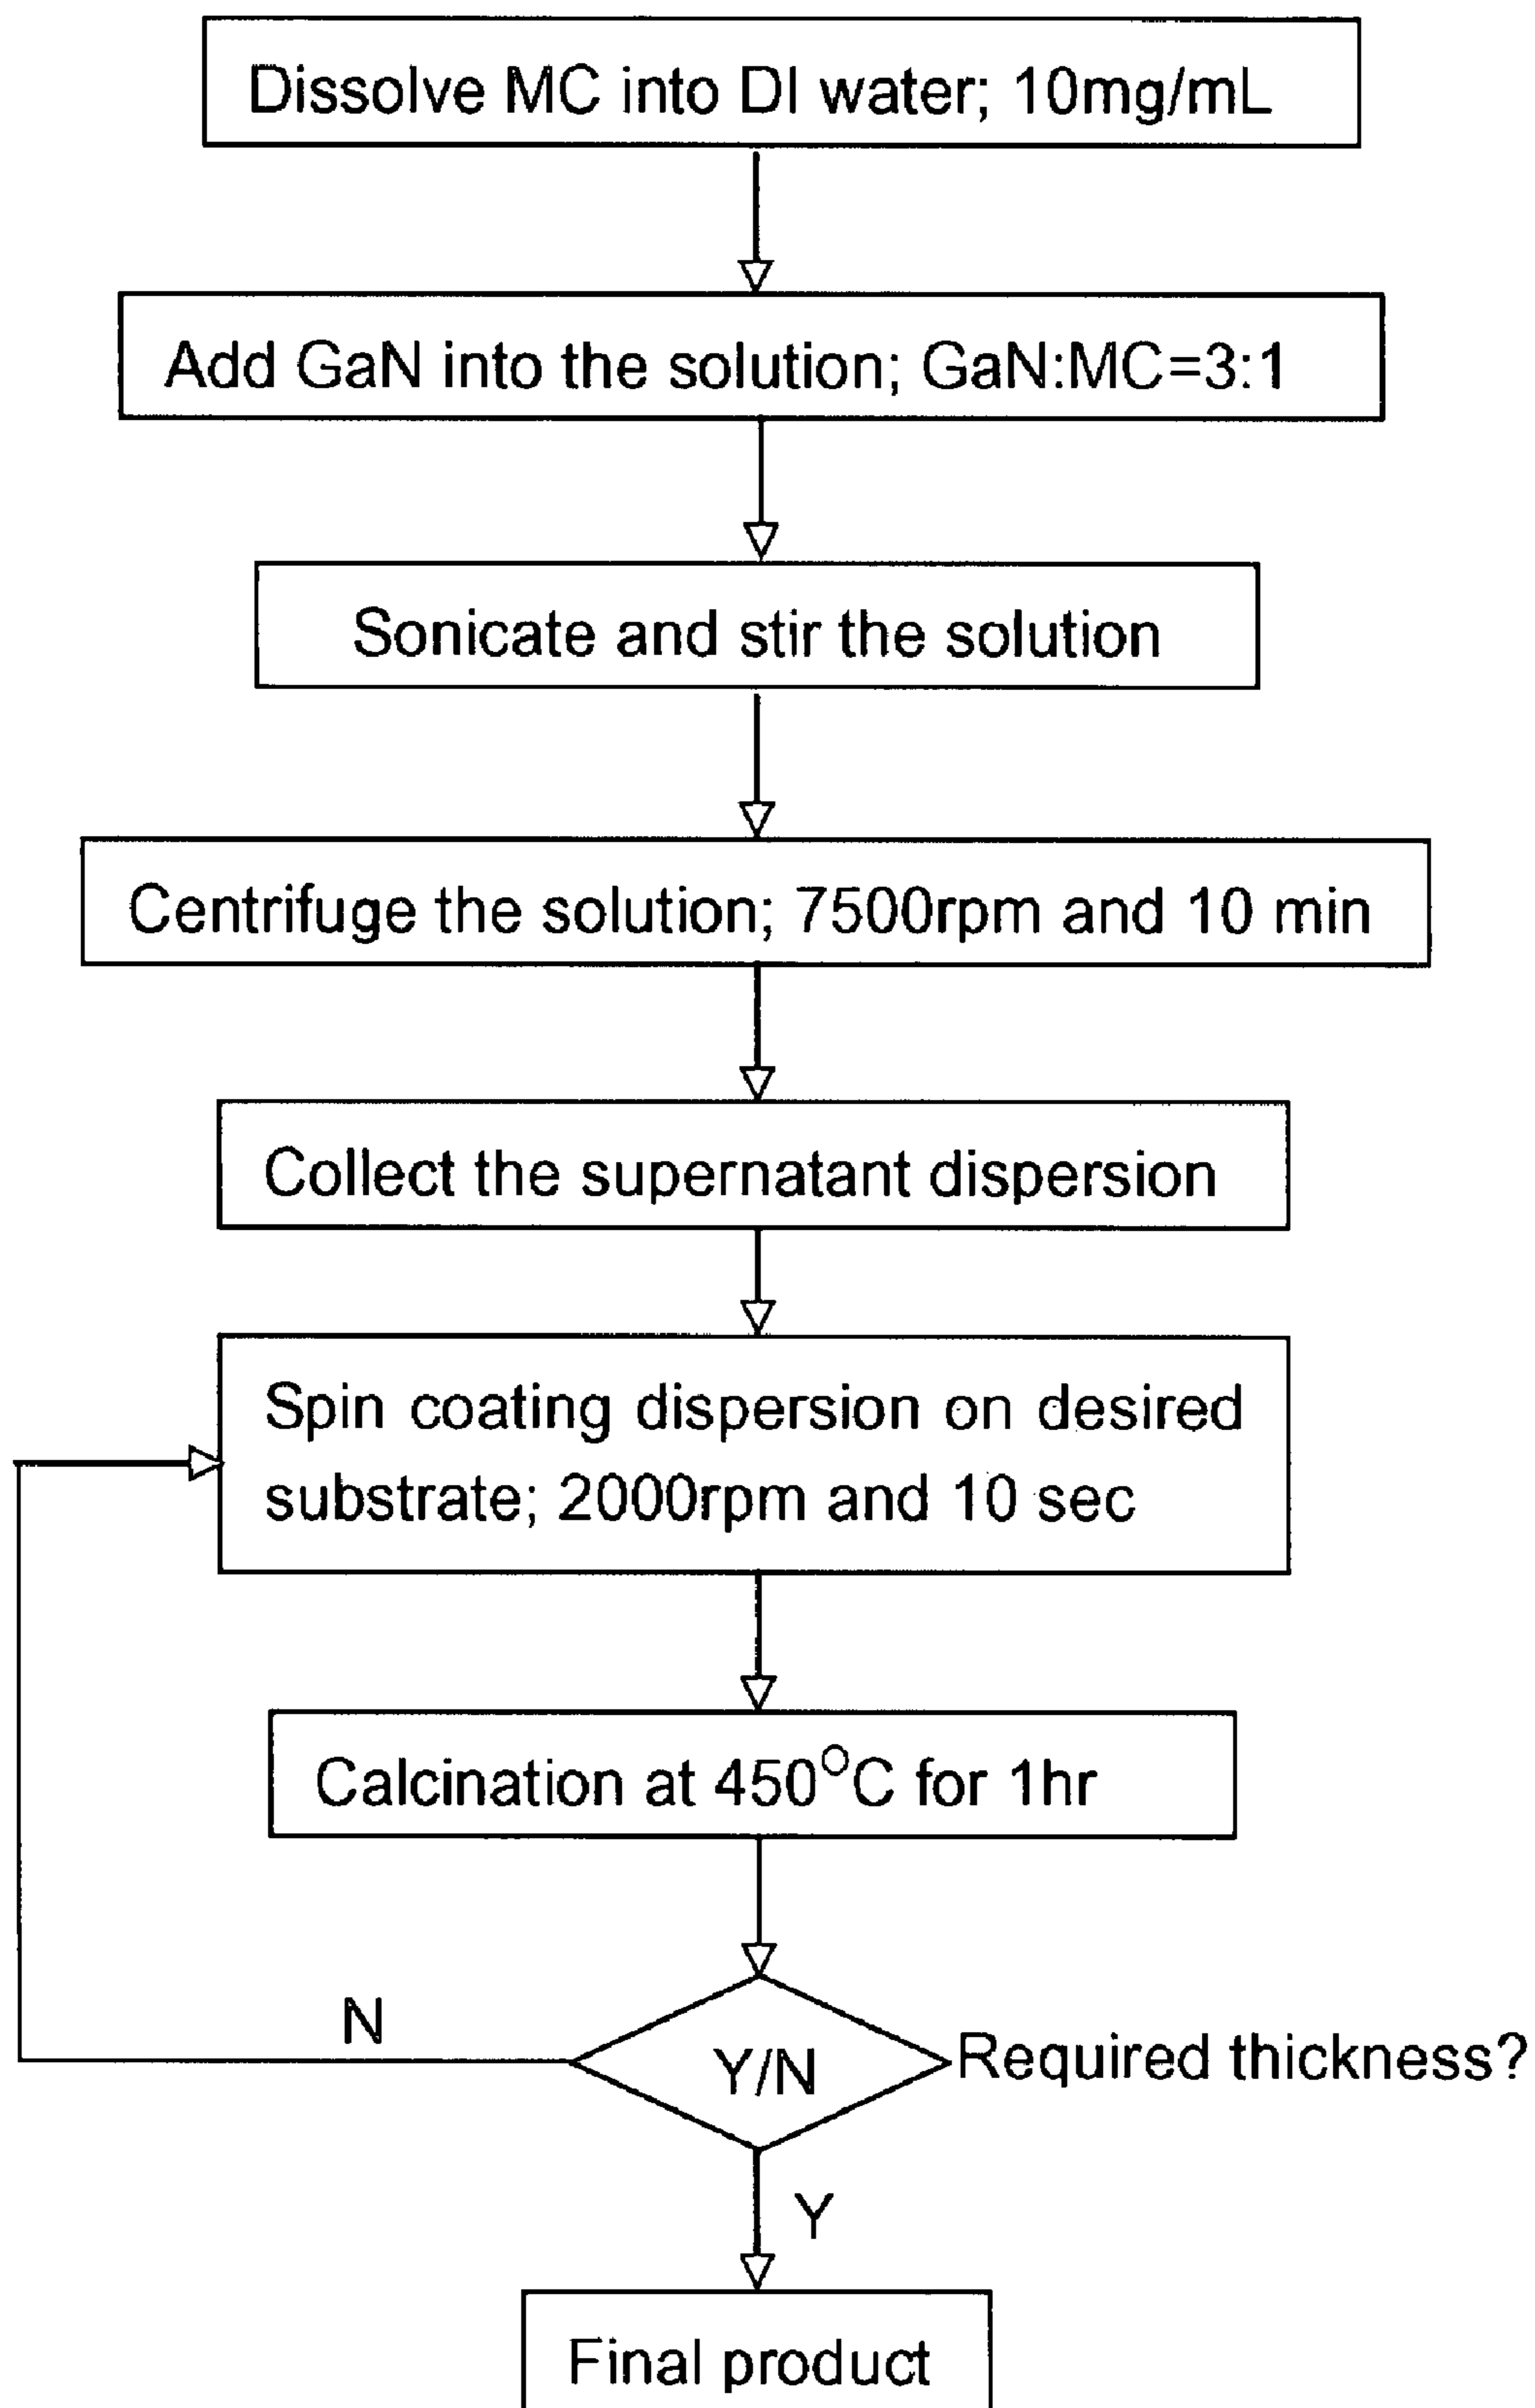 Dissolve MC into DI water; 10mg/mL
Add GaN into the solution; GaN:MC=3:1
Sonicate and stir the solution
Centrifuge the solution; 7500rpm and 10 min
Collect the supernatant dispersion
Spin coating dispersion on desired
substrate; 2000rpm and 10 sec
Calcination at 450°C for 1hr
N
Y/N
Required thickness?
Y
Final product